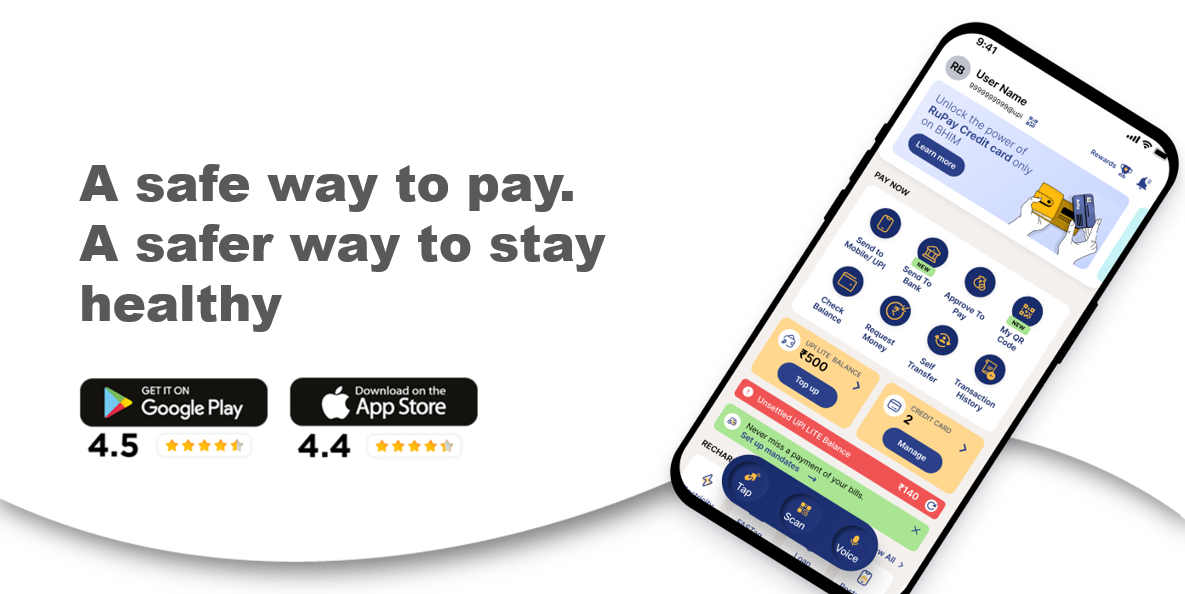 A safe way to pay.
A safer way to stay
healthy
GET IT ON
Google Play
4.5
Download on the
App Store
4.4
9:41
RB
User Name
9999999999@upi
Rewards
8
Unlock the power of
RuPay Credit card only
on BHIM
Learn more
PAY NOW
Send to
Mobile/ UPI
NEW
Send To
Bank
Approve To
Pay
NEW
My QR
Code
Check
Balance
Request
Money
Self
Transfer
Transaction
History
UPI LITE BALANCE
₹500
Top up
CREDIT CARD
2
Manage
Unsettled UPI LITE Balance
₹140
Never miss a payment of your bills.
Set up mandates
RECHAR
Tap
Scan
Voice
w All
FASTag
Loan